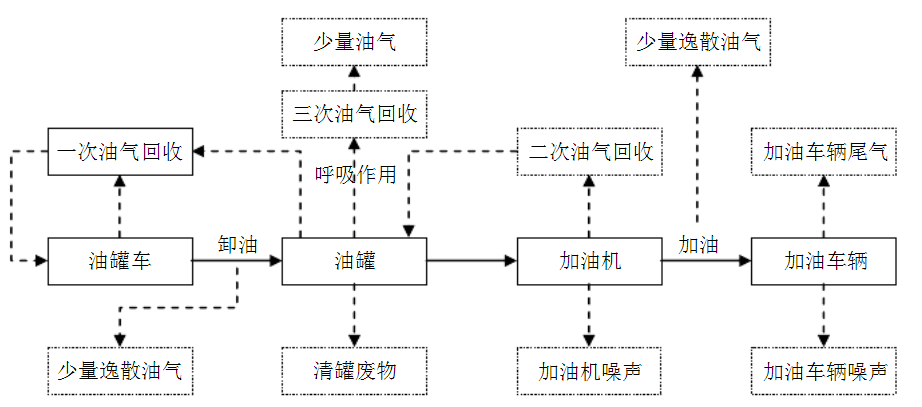 少量油气
少量逸散油气
三次油气回收
一次油气回收
二次油气回收
加油车辆尾气
呼吸作用
卸油
加油
油罐车
油罐
加油机
加油车辆
少量逸散油气
清罐废物
加油机噪声
加油车辆噪声